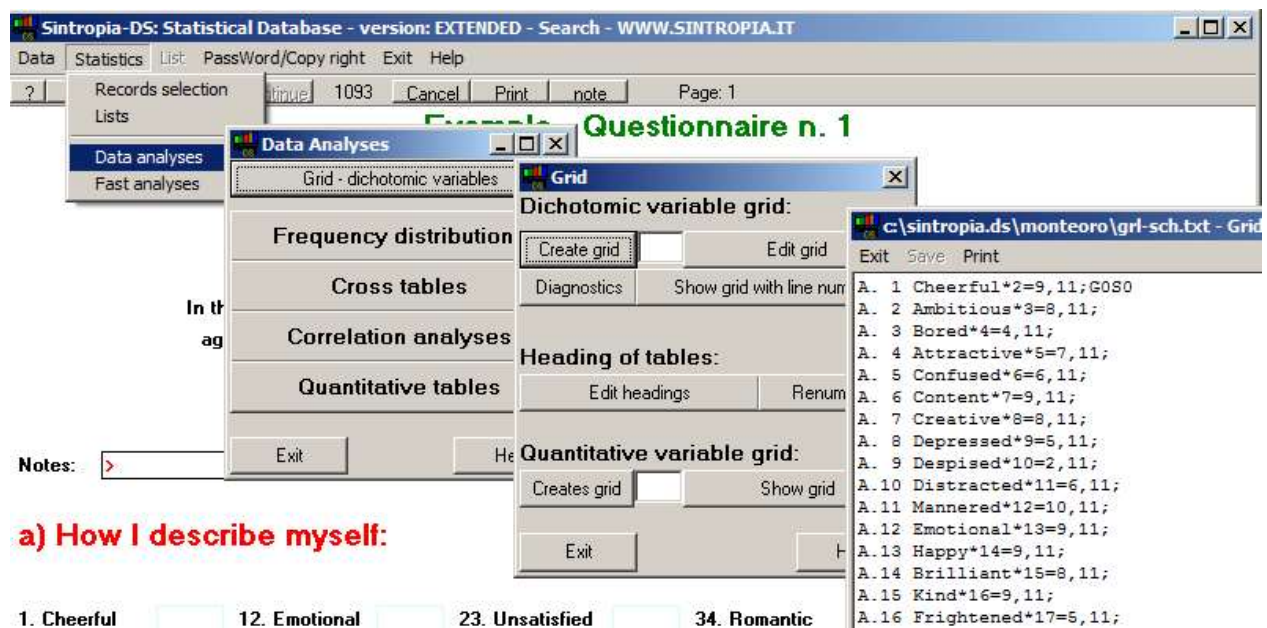 Sintropia-DS: Statistical Database - version: EXTENDED - Search - WWW.SINTROPIA.IT
Data Statistics List PassWord/Copy right Exit Help
? 1093 Cancel Print note Page: 1
Records selection
Lists
Data analyses
Fast analyses
Questionnaire n. 1
In th
ag
Notes: >
a) How I describe myself:
1. Cheerful 12. Emotional 23. Unsatisfied 34. Romantic
Data Analyses
Grid - dichotomic variables
Frequency distribution
Cross tables
Correlation analyses
Quantitative tables
Exit He
Grid
Dichotomic variable grid:
Create grid Edit grid
Diagnostics Show grid with line num
Heading of tables:
Edit headings Renum
Quantitative variable grid:
Creates grid Show grid
Exit H
c:\sintropia.ds\monteoro\grl-sch.txt - Grid
Exit Save Print
A. 1 Cheerful*2=9,11;G0S0
A. 2 Ambitious*3=8,11;
A. 3 Bored*4=4,11;
A. 4 Attractive*5=7,11;
A. 5 Confused*6=6,11;
A. 6 Content*7=9,11;
A. 7 Creative*8=8,11;
A. 8 Depressed*9=5,11;
A. 9 Despised*10=2,11;
A.10 Distracted*11=6,11;
A.11 Mannered*12=10,11;
A.12 Emotional*13=9,11;
A.13 Happy*14=9,11;
A.14 Brilliant*15=8,11;
A.15 Kind*16=9,11;
A.16 Frightened*17=5,11;